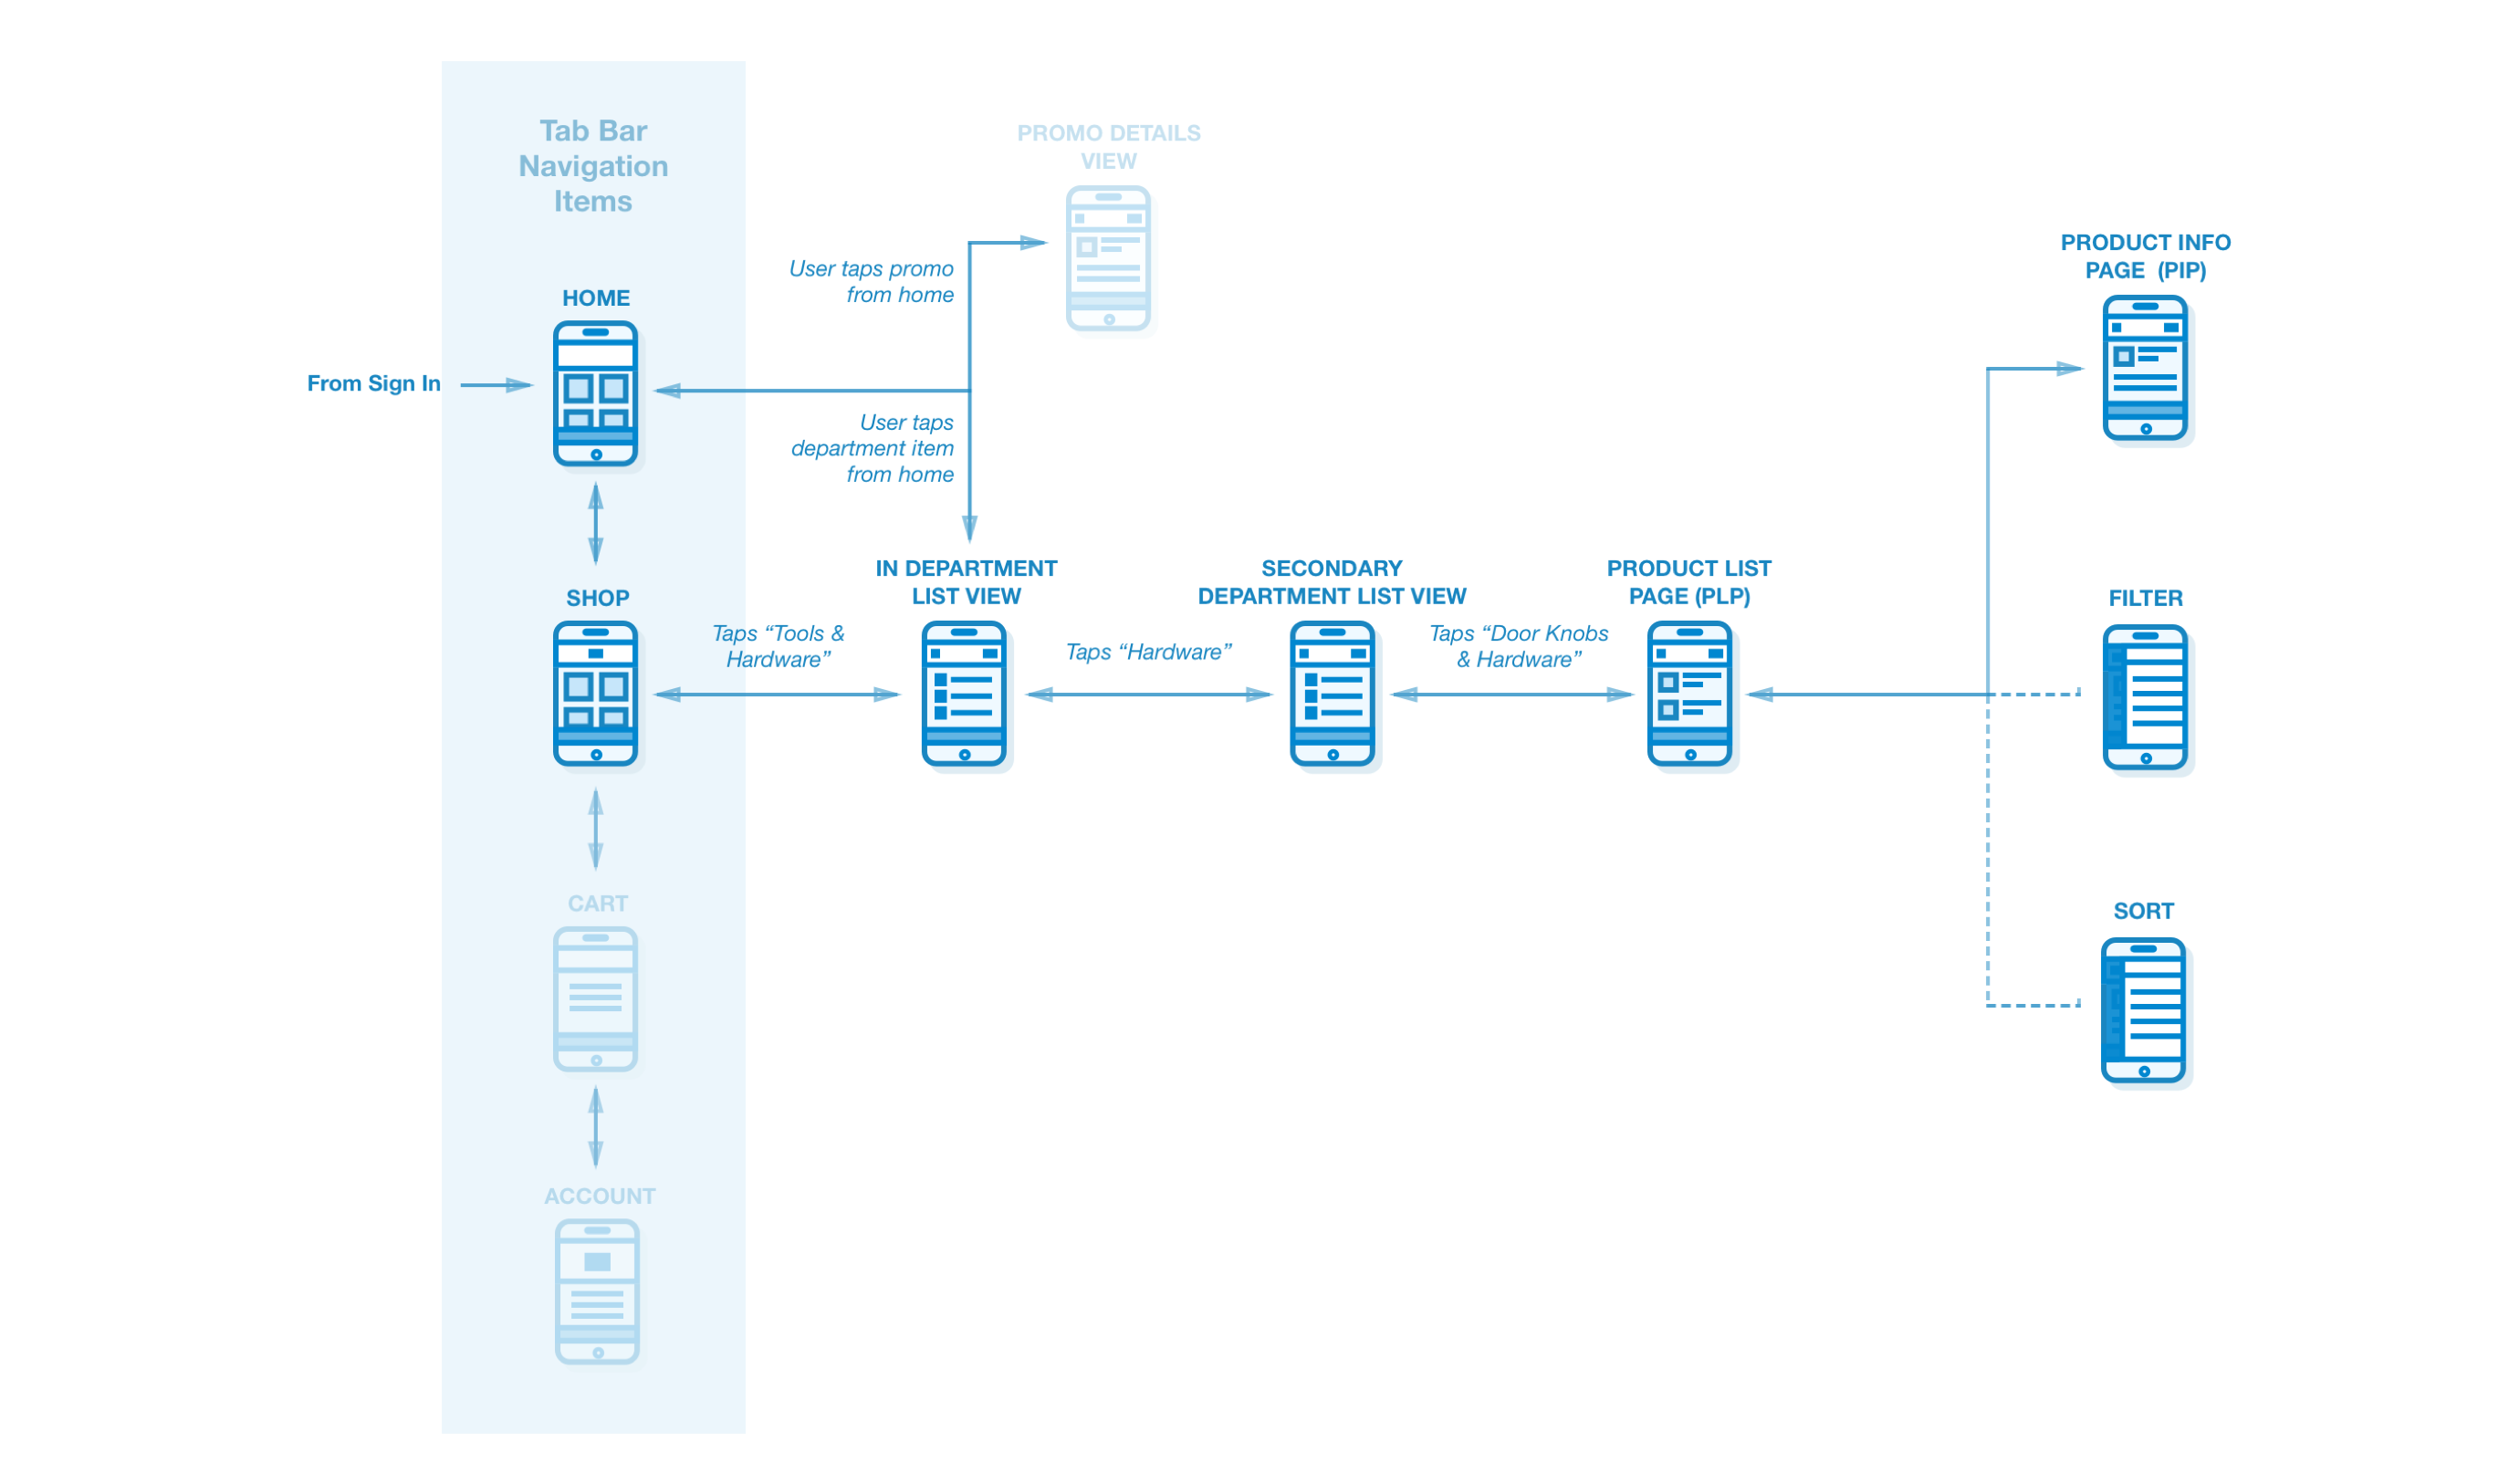 Tab Bar
Navigation
Items
PROMO DETAILS
VIEW
User taps promo
from home
PRODUCT INFO
PAGE (PIP)
HOME
From Sign In
User taps
department item
from home
IN DEPARTMENT
LIST VIEW
SECONDARY
DEPARTMENT LIST VIEW
PRODUCT LIST
PAGE (PLP)
SHOP
FILTER
Taps “Tools &
Hardware”
Taps “Hardware”
Taps “Door Knobs
& Hardware”
CART
SORT
ACCOUNT